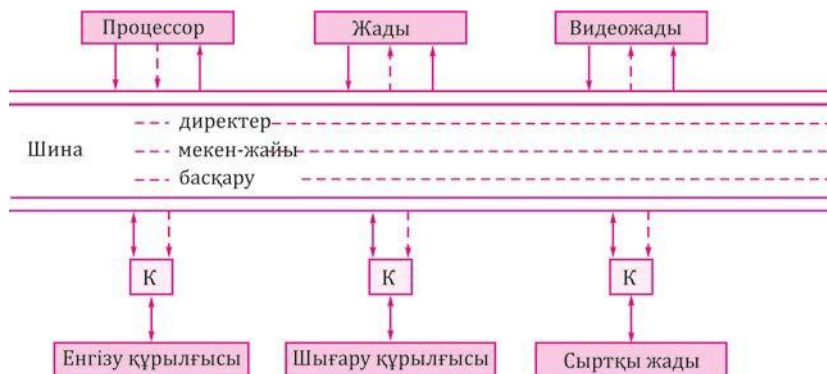 Процессор
Жады
Видеожады
Шина
директер
мекен-жайы
басқару
К
К
К
Енгізу құрылғысы
Шығару құрылғысы
Сыртқы жады